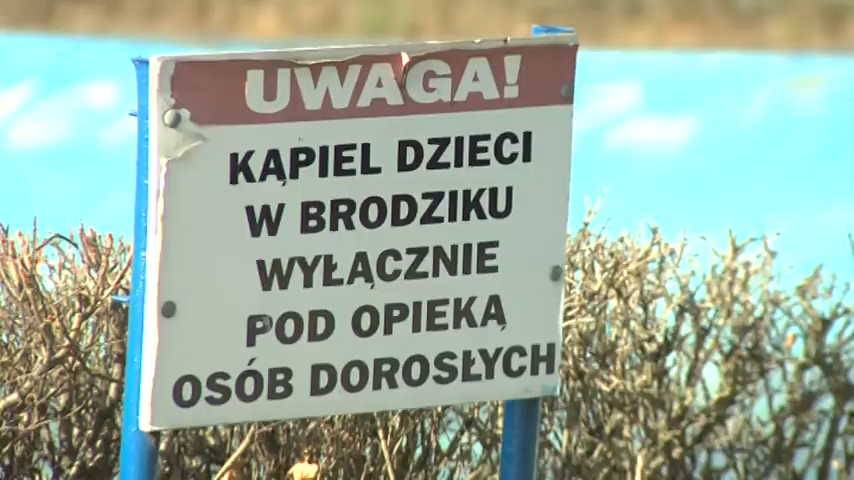 UWAGA!
KĄPIEL DZIECI
W BRODZIKU
WYŁĄCZNIE
POD OPIEKĄ
OSÓB DOROSŁYCH